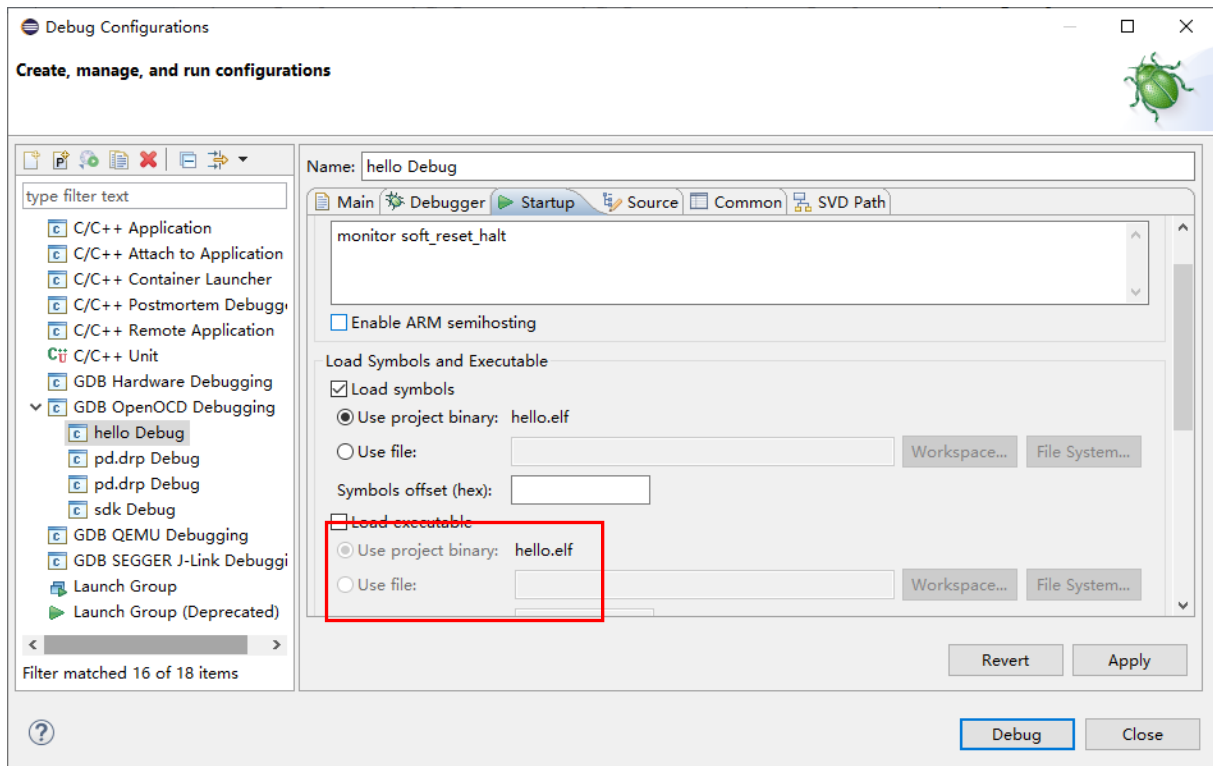 Debug Configurations
Create, manage, and run configurations
type filter text
C/C++ Application
C/C++ Attach to Application
C/C++ Container Launcher
C/C++ Postmortem Debugg
C/C++ Remote Application
C/C++ Unit
GDB Hardware Debugging
GDB OpenOCD Debugging
hello Debug
pd.drp Debug
pd.drp Debug
sdk Debug
GDB QEMU Debugging
GDB SEGGER J-Link Debuggi
Launch Group
Launch Group (Deprecated)
Filter matched 16 of 18 items
Name: hello Debug
Main Debugger Startup Source Common SVD Path
monitor soft_reset_halt
Enable ARM semihosting
Load Symbols and Executable
Load symbols
Use project binary: hello.elf
Use file: Workspace... File System...
Symbols offset (hex):
Load executable
Use project binary: hello.elf
Use file: Workspace... File System...
Revert Apply
Debug Close